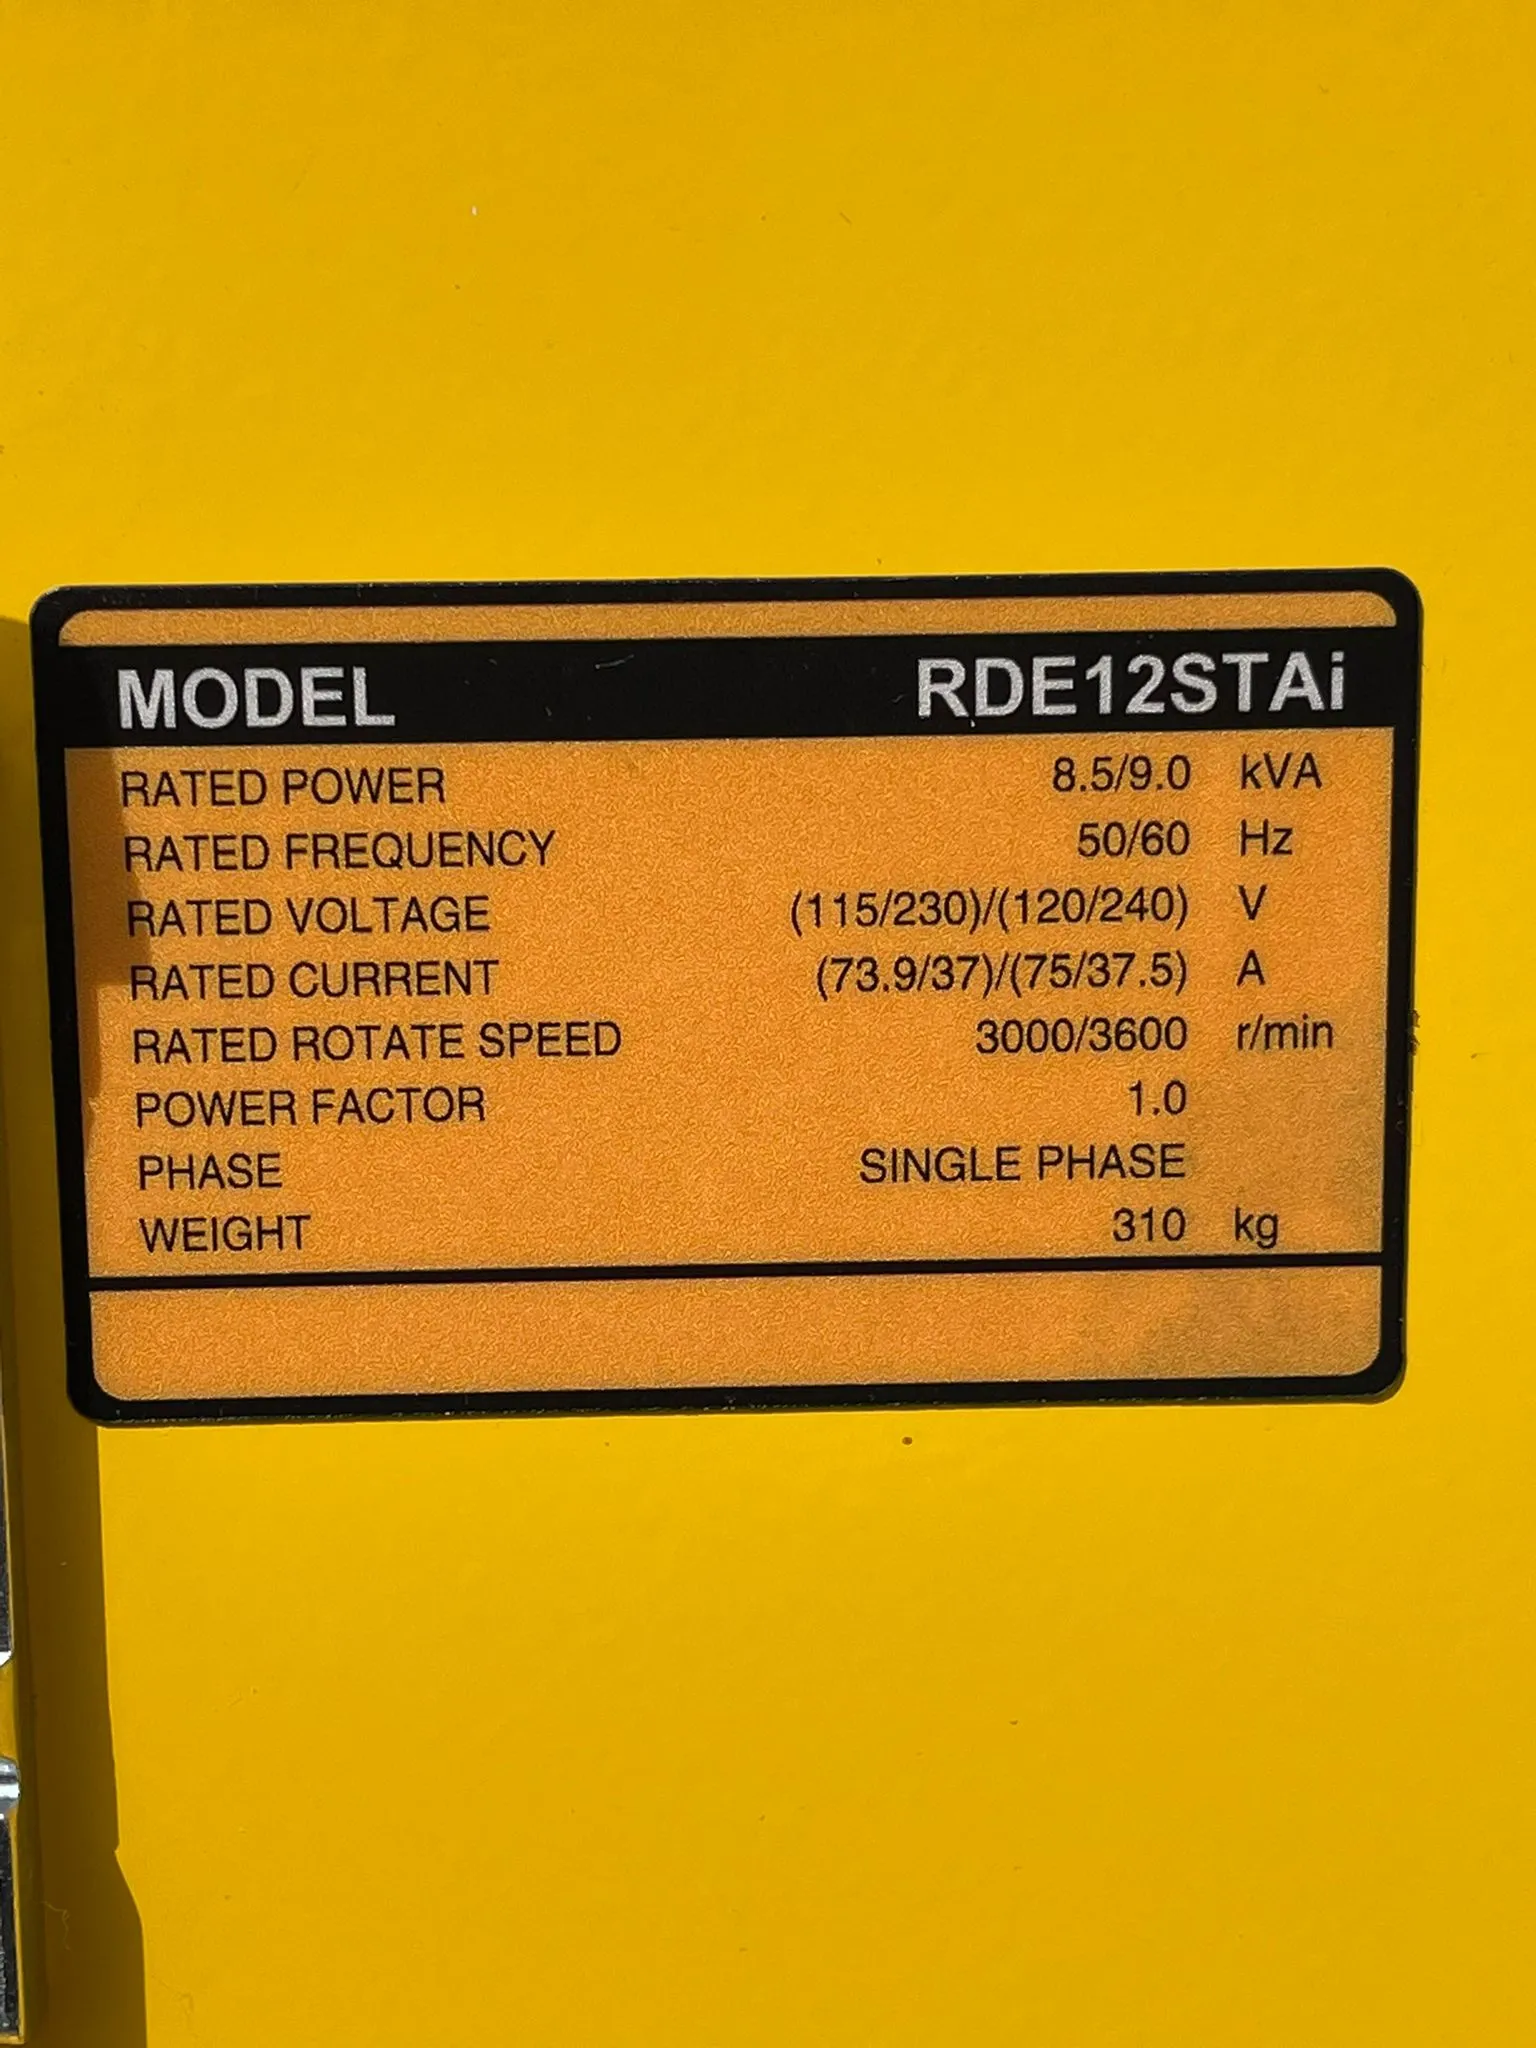 MODEL RDE12STAi
RATED POWER 8.5/9.0 kVA
RATED FREQUENCY 50/60 Hz
RATED VOLTAGE (115/230)/(120/240) V
RATED CURRENT (73.9/37)/(75/37.5) A
RATED ROTATE SPEED 3000/3600 r/min
POWER FACTOR 1.0
PHASE SINGLE PHASE
WEIGHT 310 kg